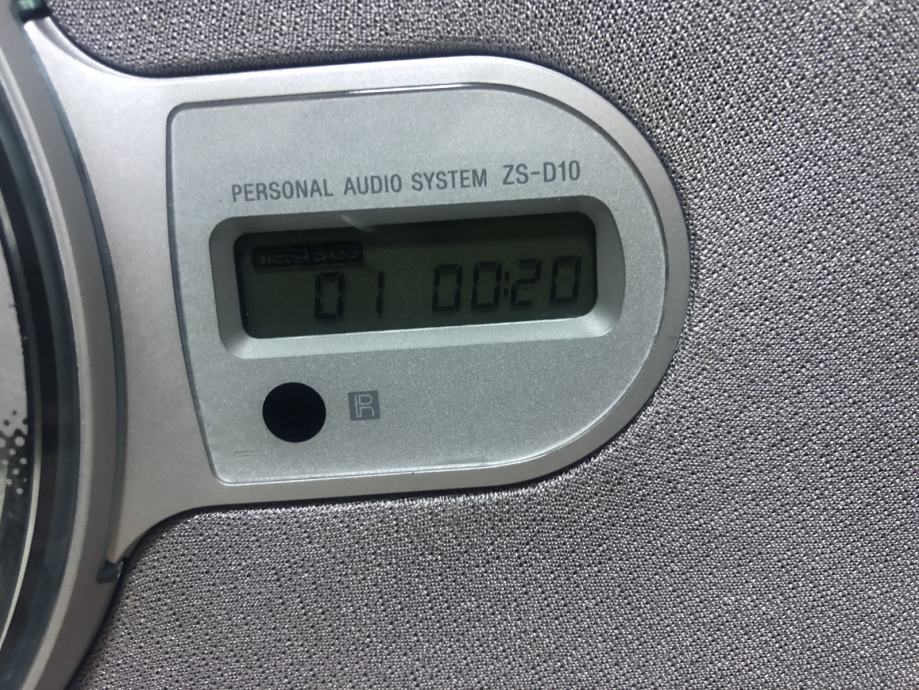 PERSONAL AUDIO SYSTEM ZS-D10
MEGA BASS
01 00:20
R